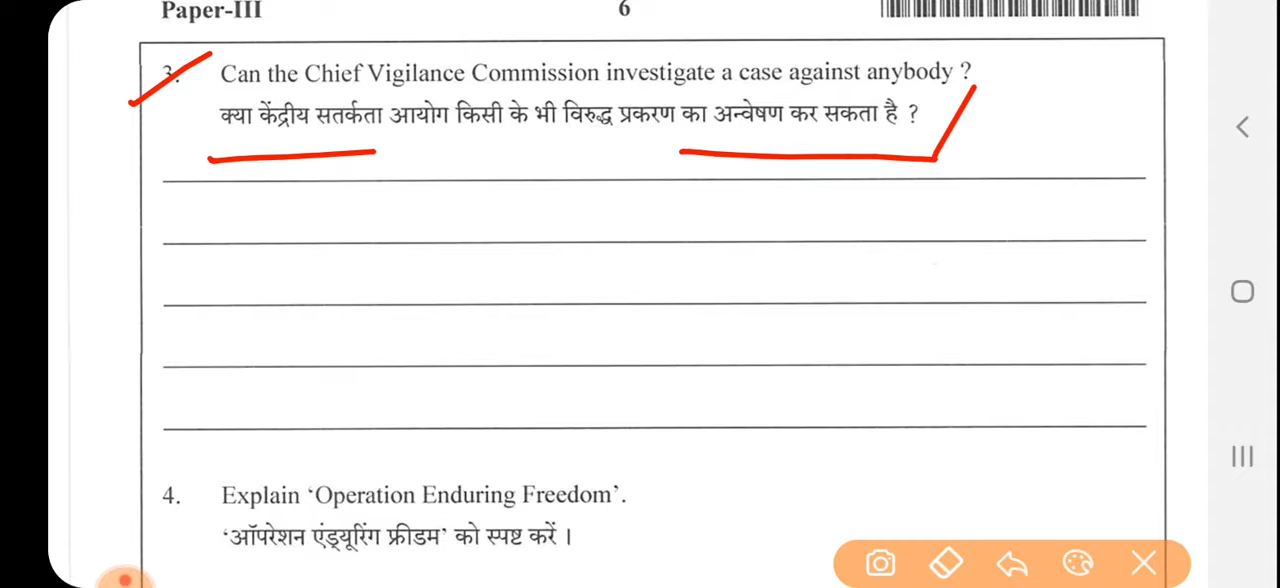 Paper-III 6
3. Can the Chief Vigilance Commission investigate a case against anybody ?
क्या केंद्रीय सतर्कता आयोग किसी के भी विरुद्ध प्रकरण का अन्वेषण कर सकता है ?
4. Explain ‘Operation Enduring Freedom’.
‘ऑपरेशन एंड्यूरिंग फ्रीडम’ को स्पष्ट करें ।